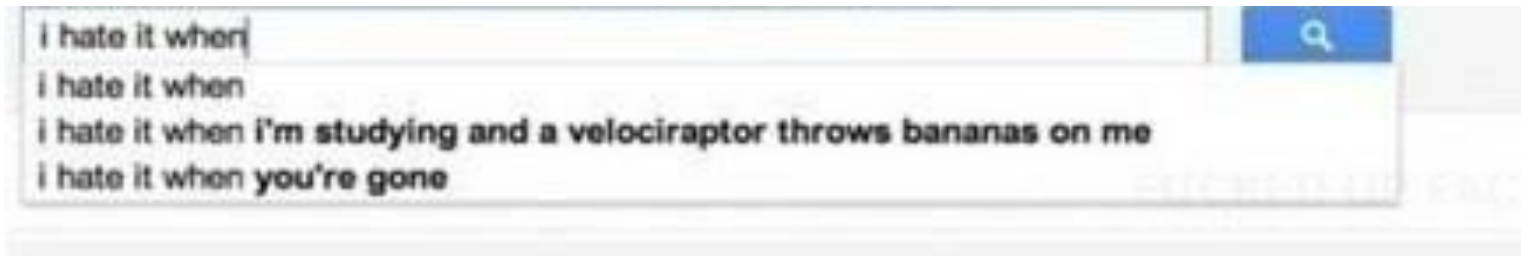 i hate it when
i hate it when
i hate it when i'm studying and a velociraptor throws bananas on me
i hate it when you're gone